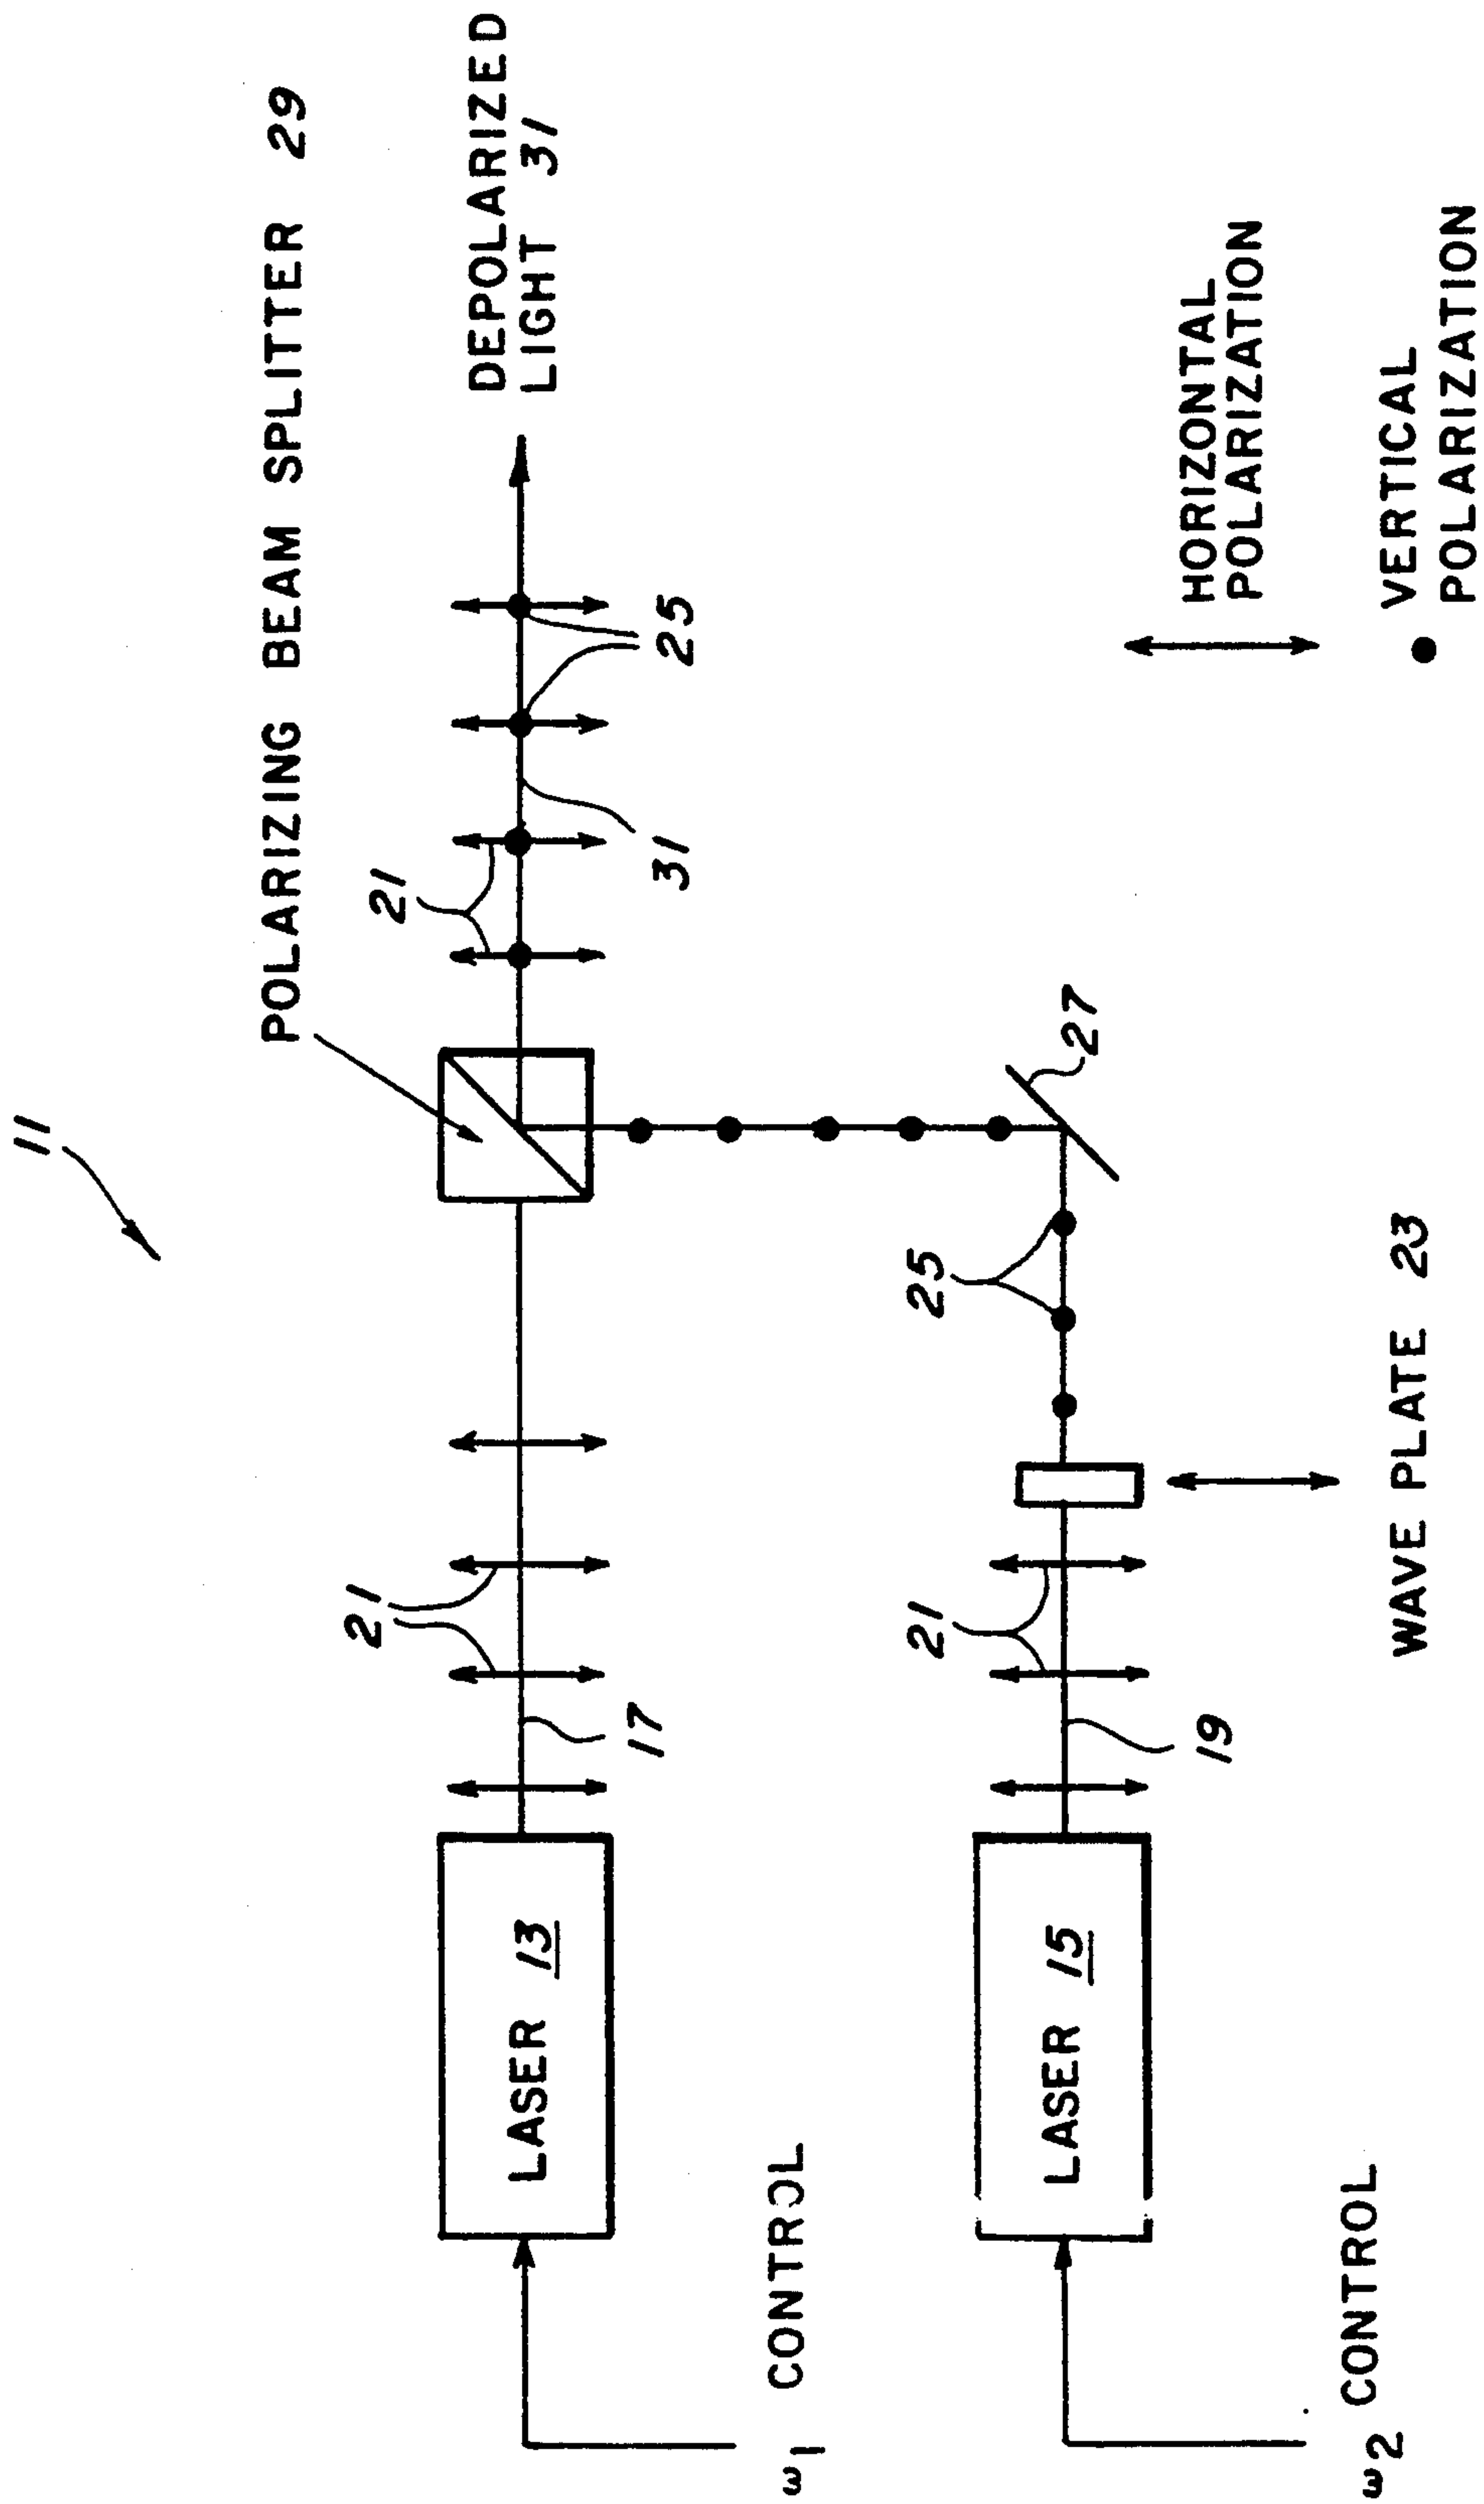 11
POLARIZING BEAM SPLITTER 29
21
21
DEPOLARIZED
LIGHT 31
LASER 13
17
31
25
ω1 CONTROL
21
25
27
LASER 15
19
HORIZONTAL
POLARIZATION
ω2 CONTROL
WAVE PLATE 23
VERTICAL
POLARIZATION